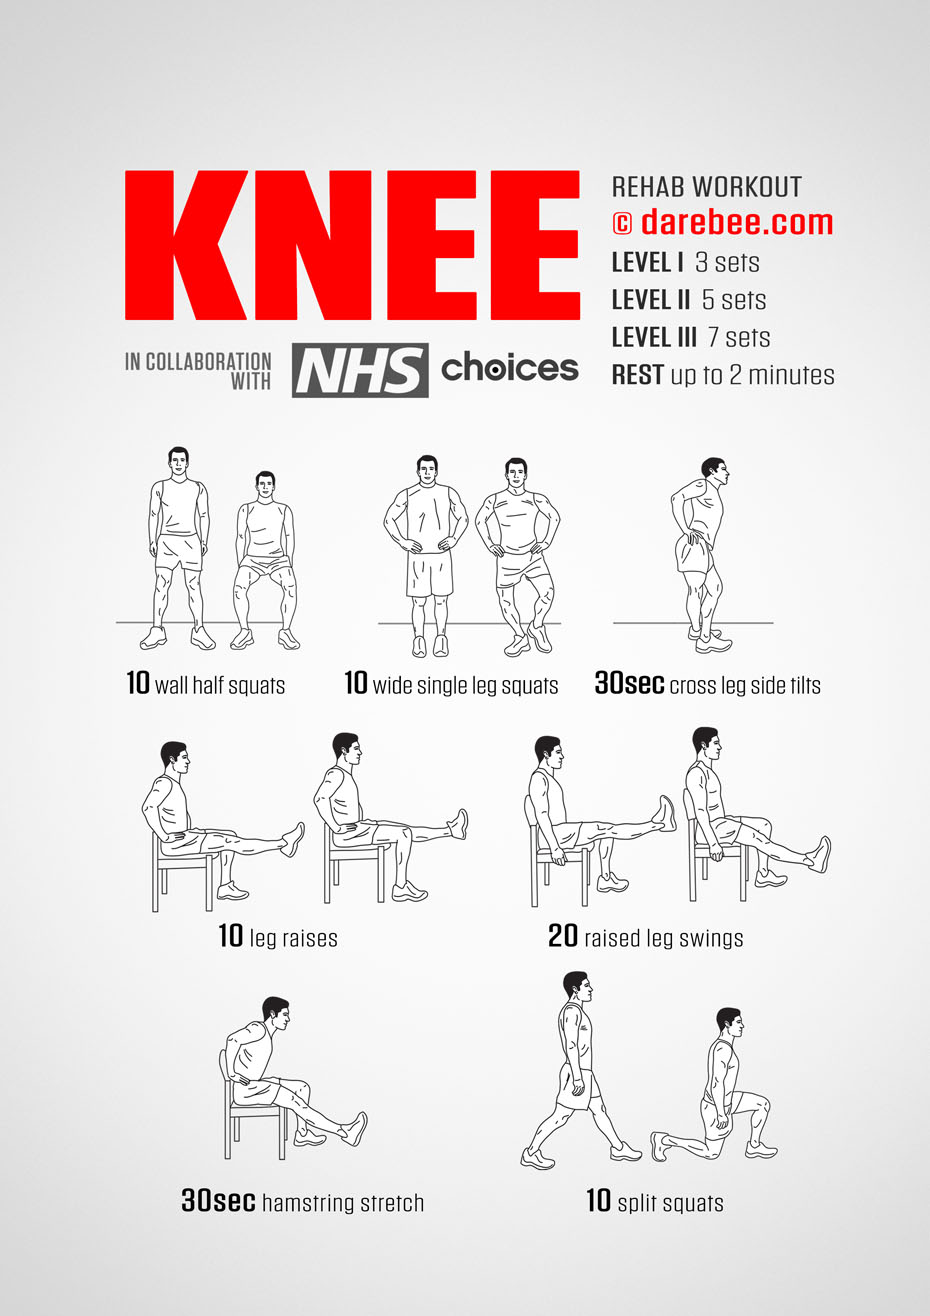 KNEE
REHAB WORKOUT
© darebee.com
LEVEL I 3 sets
LEVEL II 5 sets
LEVEL III 7 sets
REST up to 2 minutes
IN COLLABORATION
WITH
NHS choices
10 wall half squats
10 wide single leg squats
30sec cross leg side tilts
10 leg raises
20 raised leg swings
30sec hamstring stretch
10 split squats